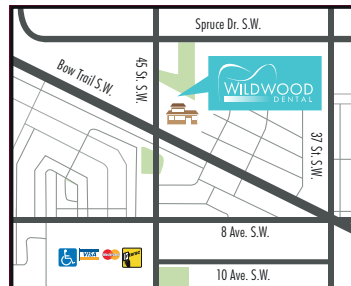 Spruce Dr. S.W.
45 St. S.W.
Bow Trail S.W.
WILDWOOD
DENTAL
37 St. S.W.
8 Ave. S.W.
VISA
10 Ave. S.W.